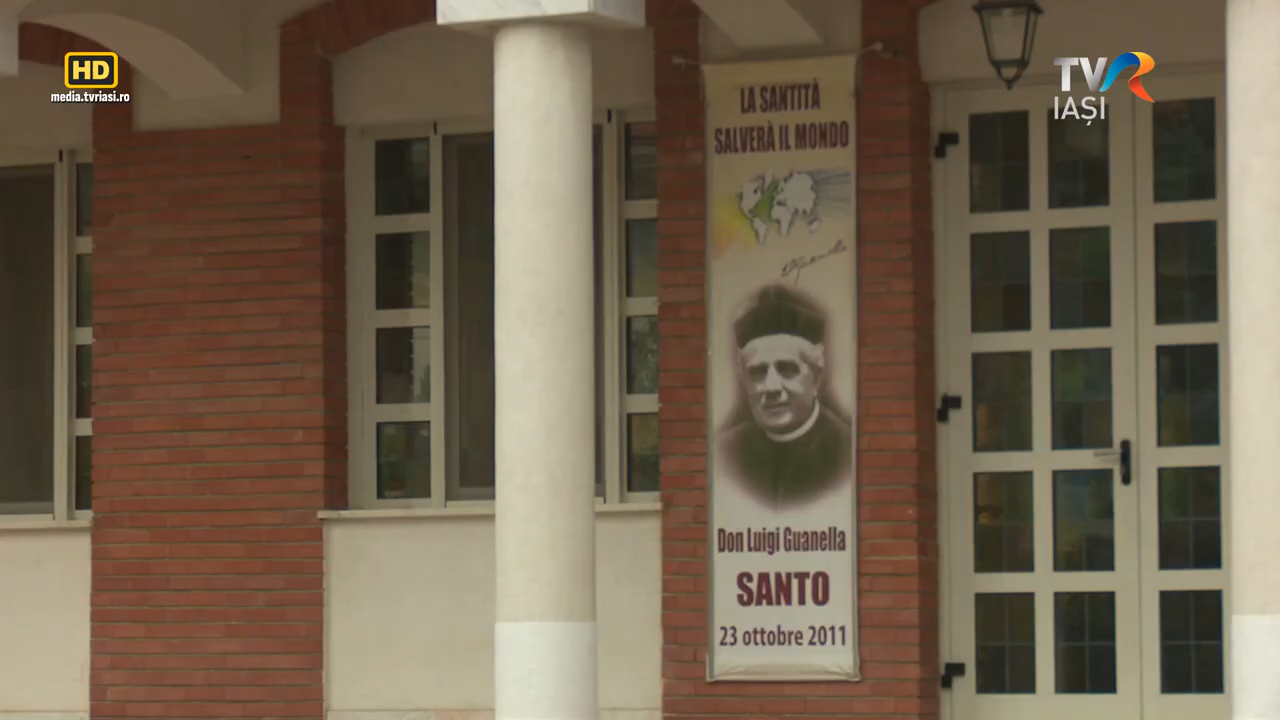 HD
media.tvriasi.ro
TVR
IAȘI
LA SANTITÀ
SALVERÀ IL MONDO
Don Luigi Guanella
SANTO
23 ottobre 2011